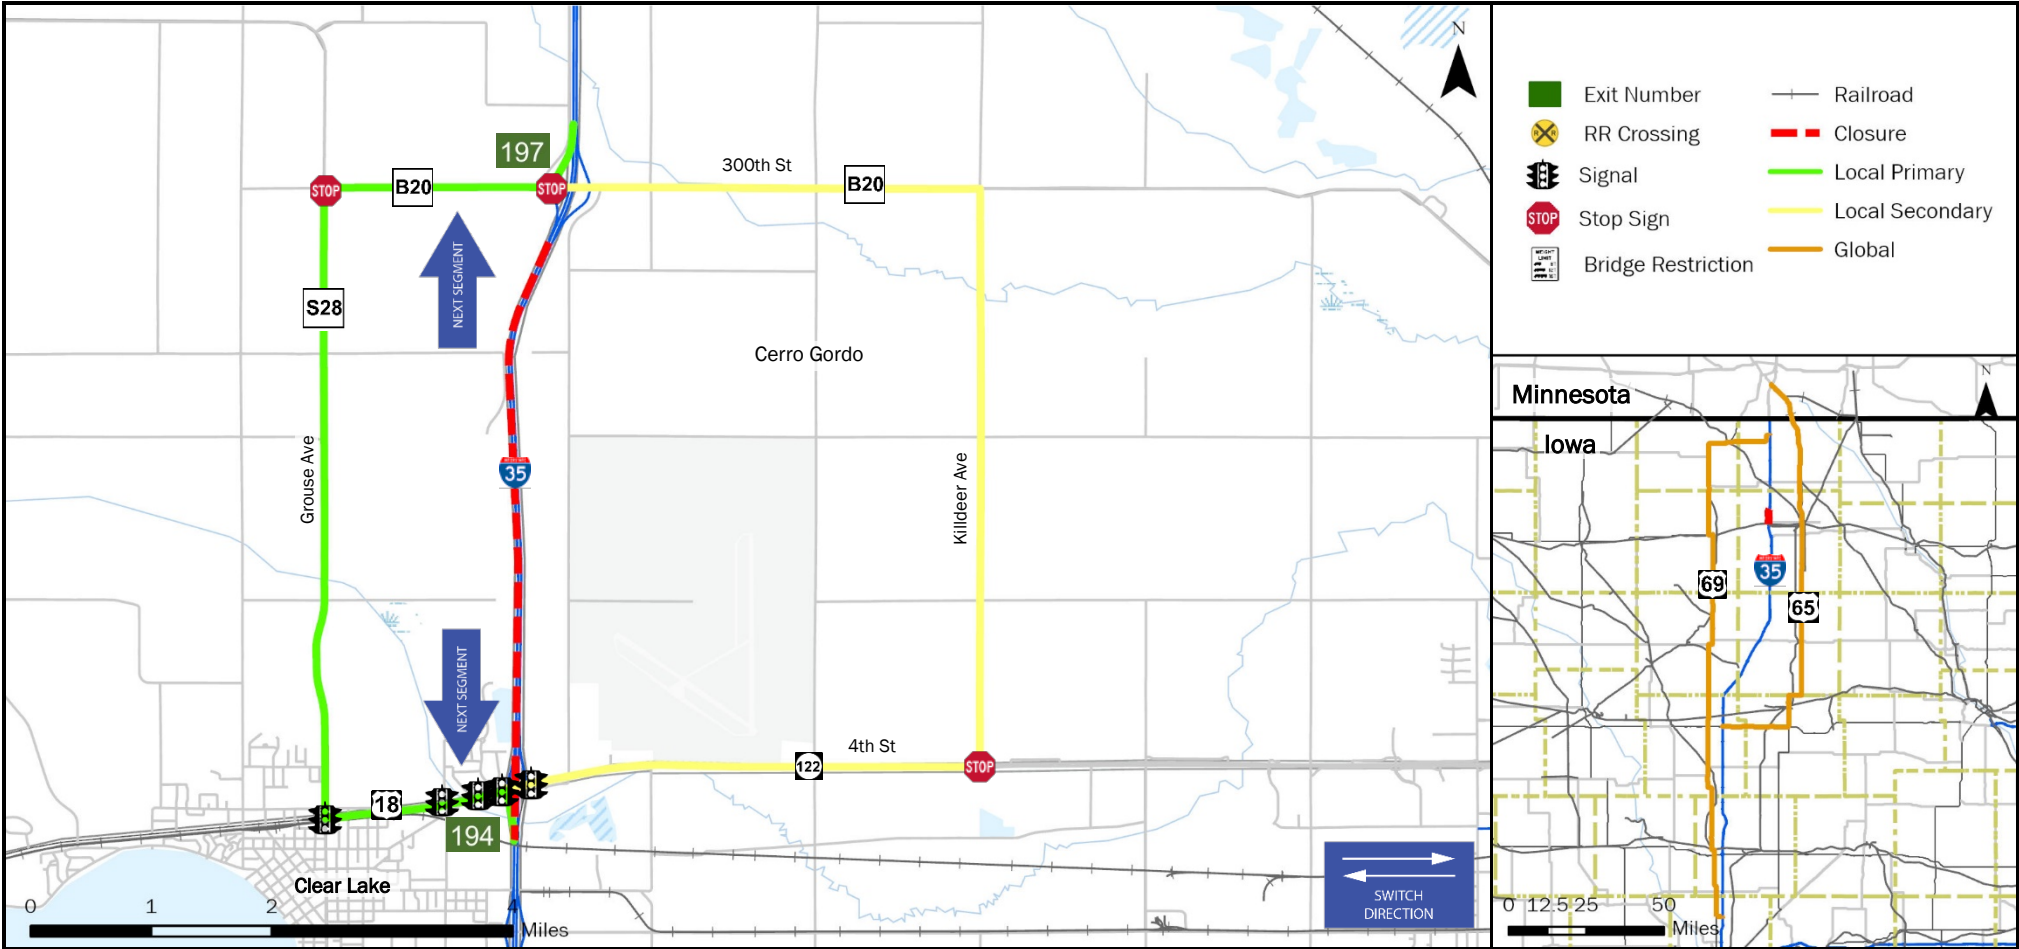 197
300th St
STOP
B20
STOP
B20
NEXT SEGMENT
S28
Cerro Gordo
Grouse Ave
35
Killdeer Ave
NEXT SEGMENT
4th St
122
STOP
18
194
Clear Lake
0 1 2 4
Miles
SWITCH
DIRECTION
N
Exit Number
RR Crossing
Signal
STOP
Stop Sign
WEIGHT
LIMIT
Bridge Restriction
Railroad
Closure
Local Primary
Local Secondary
Global
Minnesota
N
Iowa
35
69
65
0 12.5 25 50
Miles